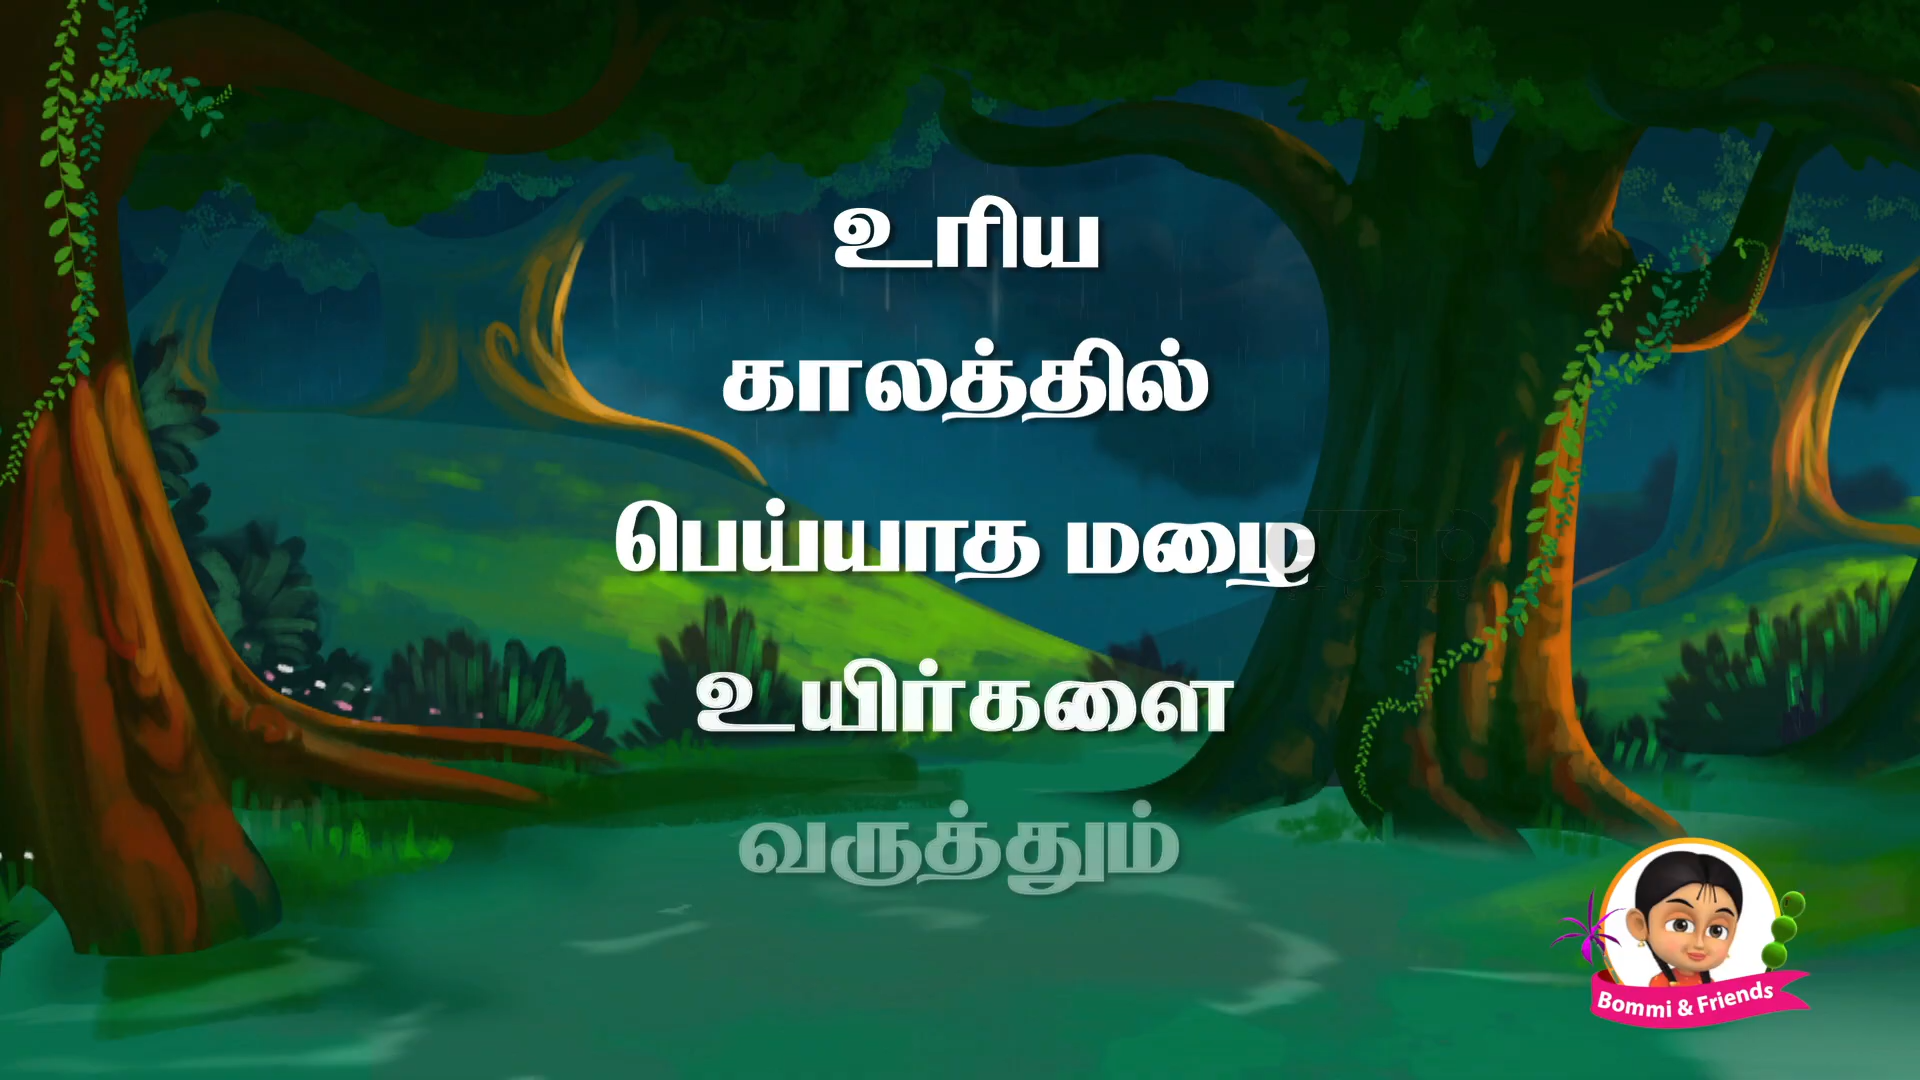 உரிய
காலத்தில்
பெய்யாத மழை
உயிர்களை
வருத்தும்
Bommi & Friends